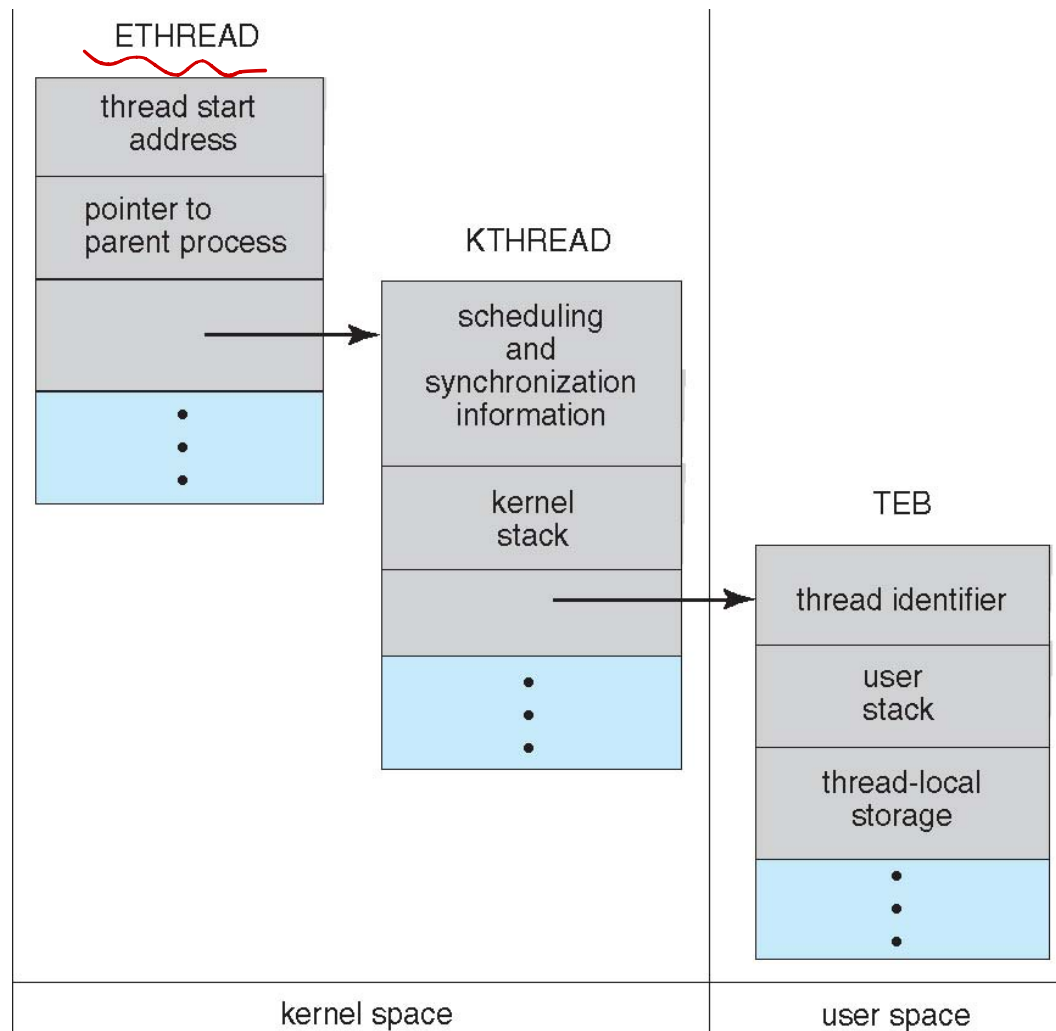 ETHREAD
thread start
address
pointer to
parent process
KTHREAD
scheduling
and
synchronization
information
kernel
stack
TEB
thread identifier
user
stack
thread-local
storage
kernel space
user space